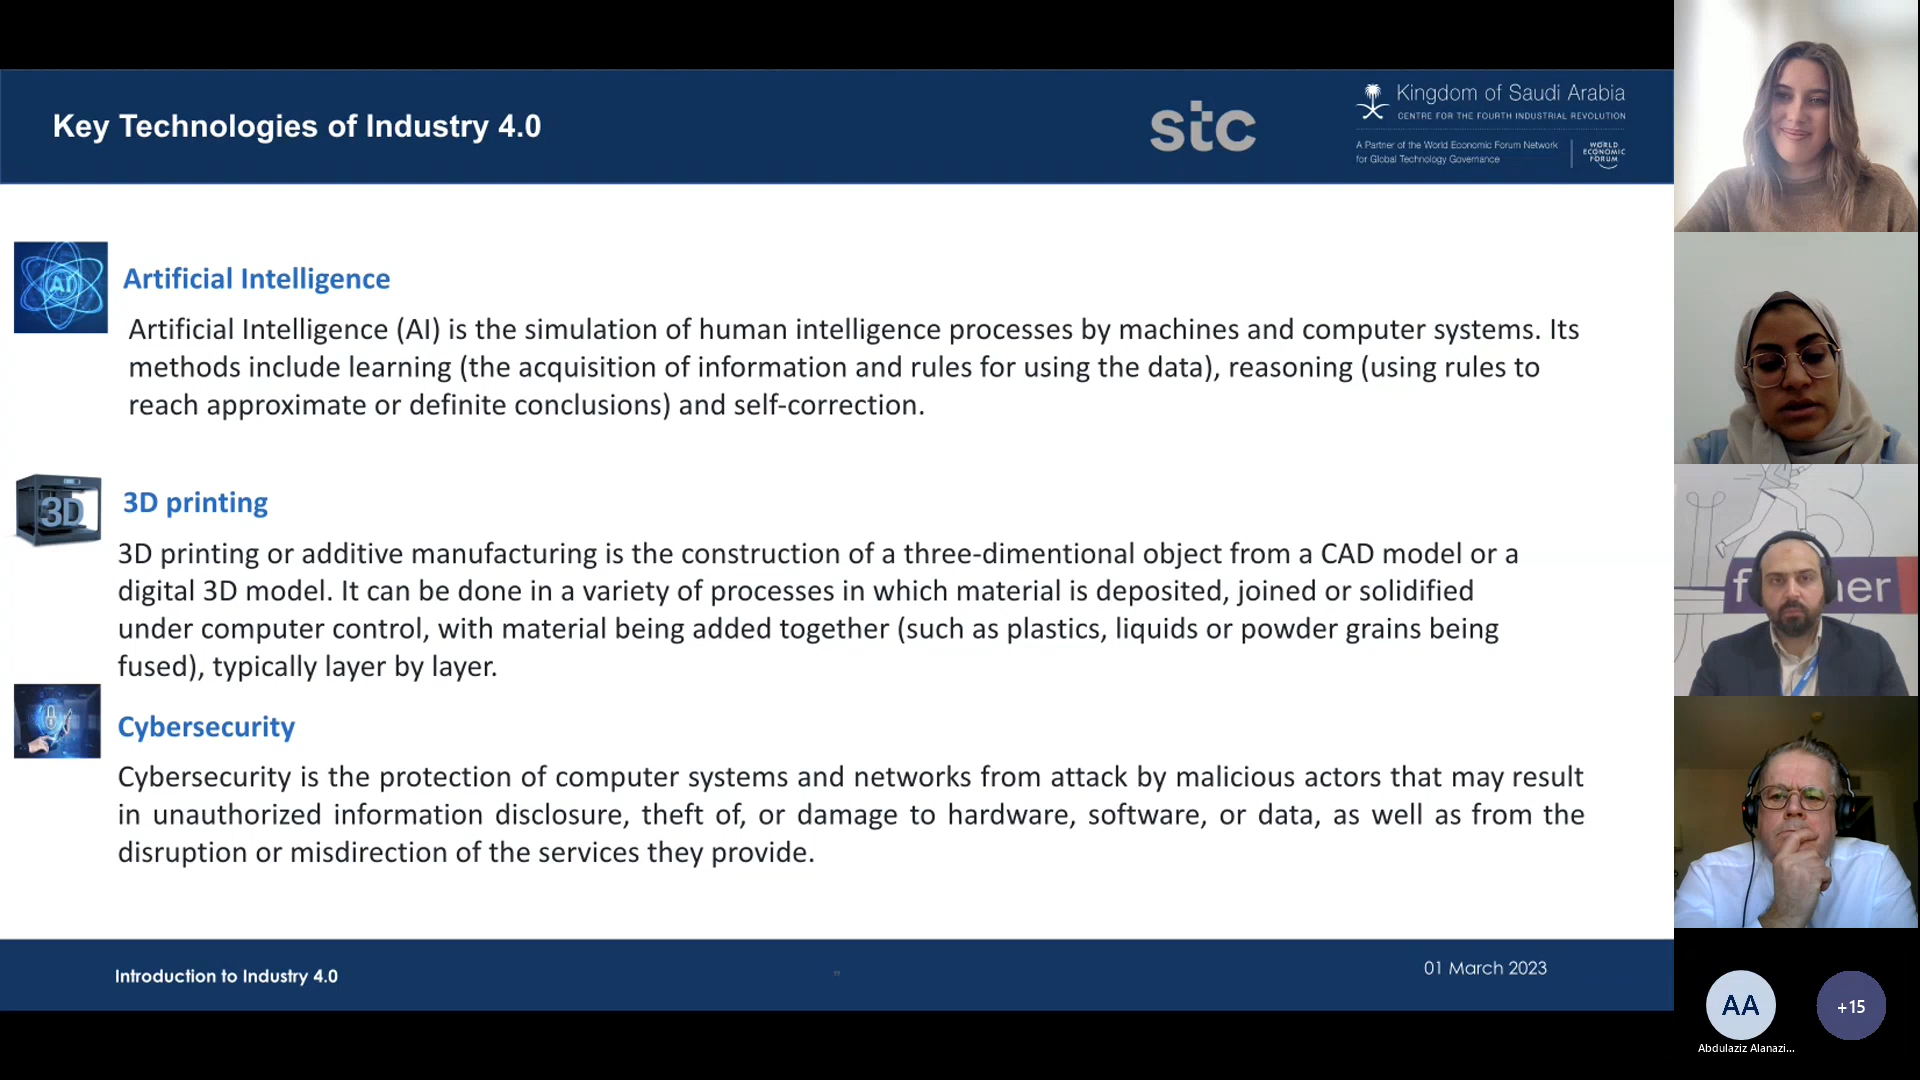 Key Technologies of Industry 4.0
stc
Kingdom of Saudi Arabia
CENTRE FOR THE FOURTH INDUSTRIAL REVOLUTION
A Partner of the World Economic Forum Network
for Global Technology Governance
WORLD
ECONOMIC
FORUM
AI
Artificial Intelligence
Artificial Intelligence (AI) is the simulation of human intelligence processes by machines and computer systems. Its
methods include learning (the acquisition of information and rules for using the data), reasoning (using rules to
reach approximate or definite conclusions) and self-correction.
3D
3D printing
3D printing or additive manufacturing is the construction of a three-dimentional object from a CAD model or a
digital 3D model. It can be done in a variety of processes in which material is deposited, joined or solidified
under computer control, with material being added together (such as plastics, liquids or powder grains being
fused), typically layer by layer.
Cybersecurity
Cybersecurity is the protection of computer systems and networks from attack by malicious actors that may result
in unauthorized information disclosure, theft of, or damage to hardware, software, or data, as well as from the
disruption or misdirection of the services they provide.
Introduction to Industry 4.0
01 March 2023
AA
+15
Abdulaziz Alanazi...